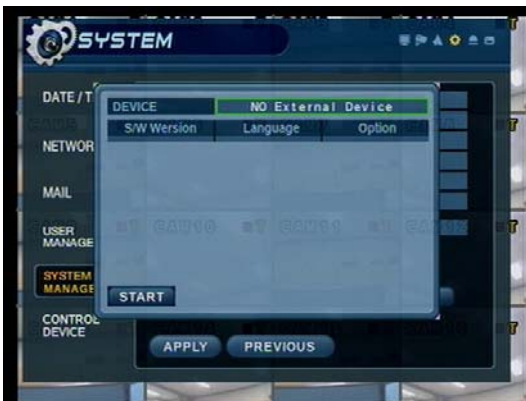 SYSTEM
DATE / T
DEVICE NO External Device
S/W Wersion Language Option
NETWOR
MAIL
USER
MANAGE
SYSTEM
MANAGE
START
CONTROL
DEVICE
APPLY PREVIOUS